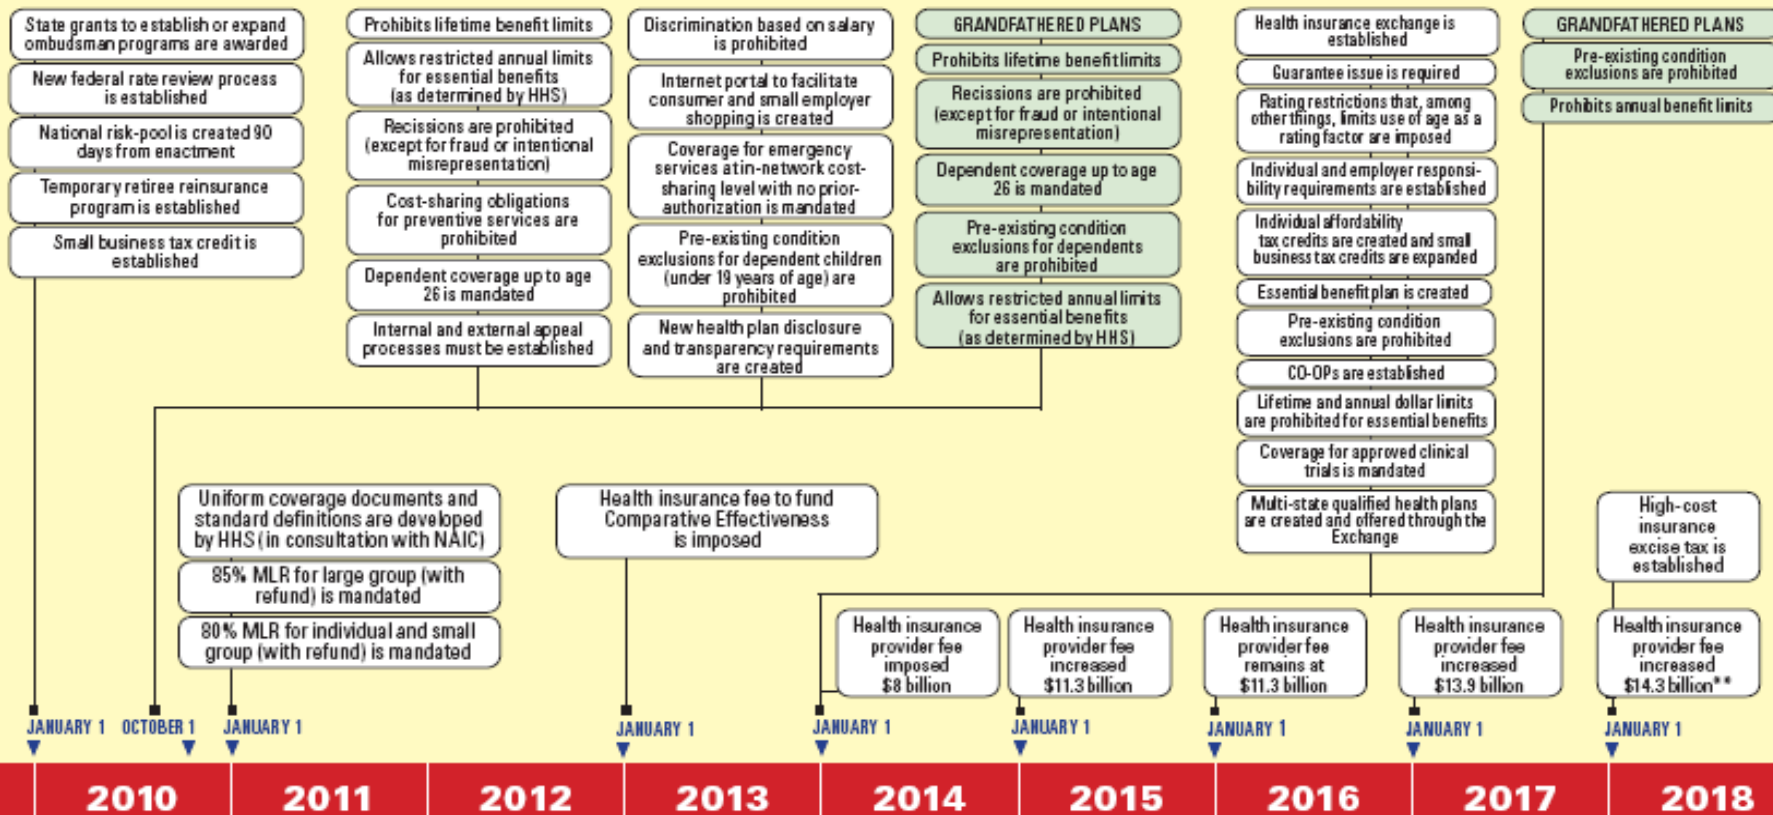 State grants to establish or expand
ombudsman programs are awarded
New federal rate review process
is established
National risk-pool is created 90
days from enactment
Temporary retiree reinsurance
program is established
Small business tax credit is
established
Prohibits lifetime benefit limits
Allows restricted annual limits
for essential benefits
(as determined by HHS)
Recissions are prohibited
(except for fraud or intentional
misrepresentation)
Cost-sharing obligations
for preventive services are
prohibited
Dependent coverage up to age
26 is mandated
Internal and external appeal
processes must be established
Discrimination based on salary
is prohibited
Internet portal to facilitate
consumer and small employer
shopping is created
Coverage for emergency
services at in-network cost-
sharing level with no prior-
authorization is mandated
Pre-existing condition
exclusions for dependent children
(under 19 years of age) are
prohibited
New health plan disclosure
and transparency requirements
are created
GRANDFATHERED PLANS
Prohibits lifetime benefit limits
Recissions are prohibited
(except for fraud or intentional
misrepresentation)
Dependent coverage up to age
26 is mandated
Pre-existing condition
exclusions for dependents
are prohibited
Allows restricted annual limits
for essential benefits
(as determined by HHS)
Health insurance exchange is
established
Guarantee issue is required
Rating restrictions that, among
other things, limits use of age as a
rating factor are imposed
Individual and employer responsi-
bility requirements are established
Individual affordability
tax credits are created and small
business tax credits are expanded
Essential benefit plan is created
Pre-existing condition
exclusions are prohibited
CO-OPs are established
Lifetime and annual dollar limits
are prohibited for essential benefits
Coverage for approved clinical
trials is mandated
Multi-state qualified health plans
are created and offered through the
Exchange
GRANDFATHERED PLANS
Pre-existing condition
exclusions are prohibited
Prohibits annual benefit limits
Uniform coverage documents and
standard definitions are developed
by HHS (in consultation with NAIC)
85% MLR for large group (with
refund) is mandated
80% MLR for individual and small
group (with refund) is mandated
Health insurance fee to fund
Comparative Effectiveness
is imposed
High-cost
insurance
excise tax is
established
Health insurance
provider fee
imposed
$8 billion
Health insurance
provider fee
increased
$11.3 billion
Health insurance
provider fee
remains at
$11.3 billion
Health insurance
provider fee
increased
$13.9 billion
Health insurance
provider fee
increased
$14.3 billion**
JANUARY 1
OCTOBER 1
JANUARY 1
JANUARY 1
JANUARY 1
JANUARY 1
JANUARY 1
JANUARY 1
JANUARY 1
2010
2011
2012
2013
2014
2015
2016
2017
2018